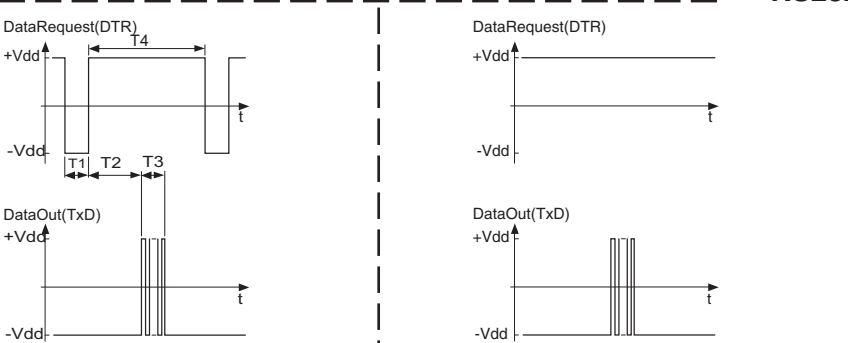 DataRequest(DTR)
T4
+Vdd
t
-Vdd
T1 T2 T3
DataOut(TxD)
+Vdd
t
-Vdd
DataRequest(DTR)
+Vdd
t
-Vdd
DataOut(TxD)
+Vdd
t
-Vdd